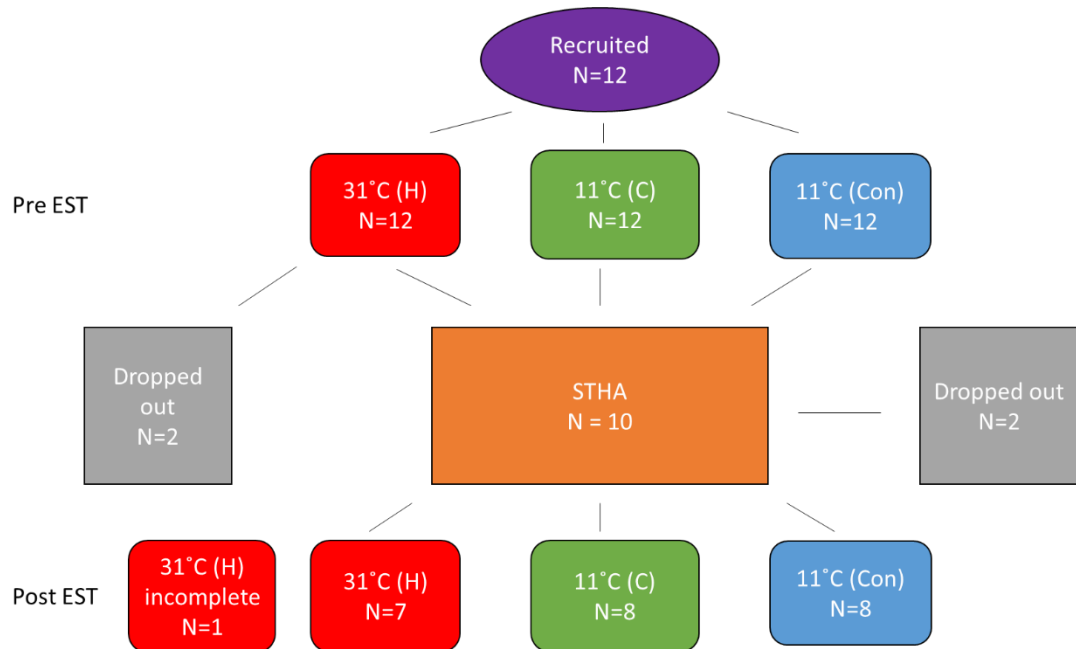 Recruited
N=12
Pre EST
31˚C (H)
N=12
11˚C (C)
N=12
11˚C (Con)
N=12
Dropped
out
N=2
STHA
N = 10
Dropped out
N=2
Post EST
31˚C (H)
incomplete
N=1
31˚C (H)
N=7
11˚C (C)
N=8
11˚C (Con)
N=8